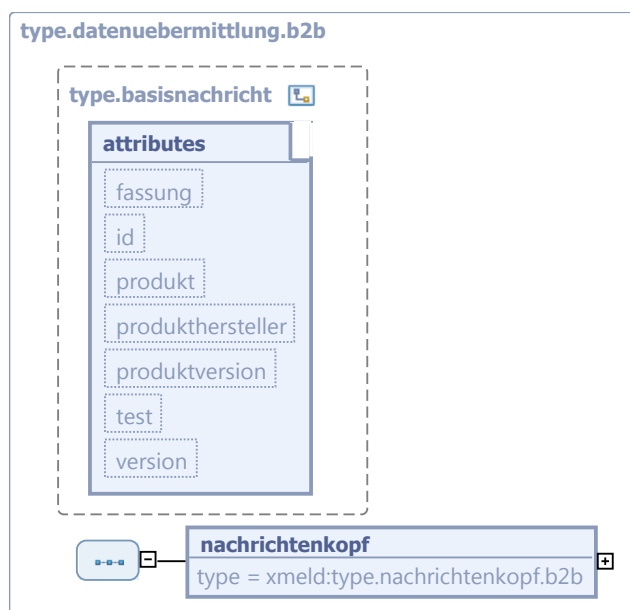 type.datenuebermittlung.b2b
type.basisnachricht
attributes
fassung
id
produkt
produkthersteller
produktversion
test
version
nachrichtenkopf
type = xmeld:type.nachrichtenkopf.b2b